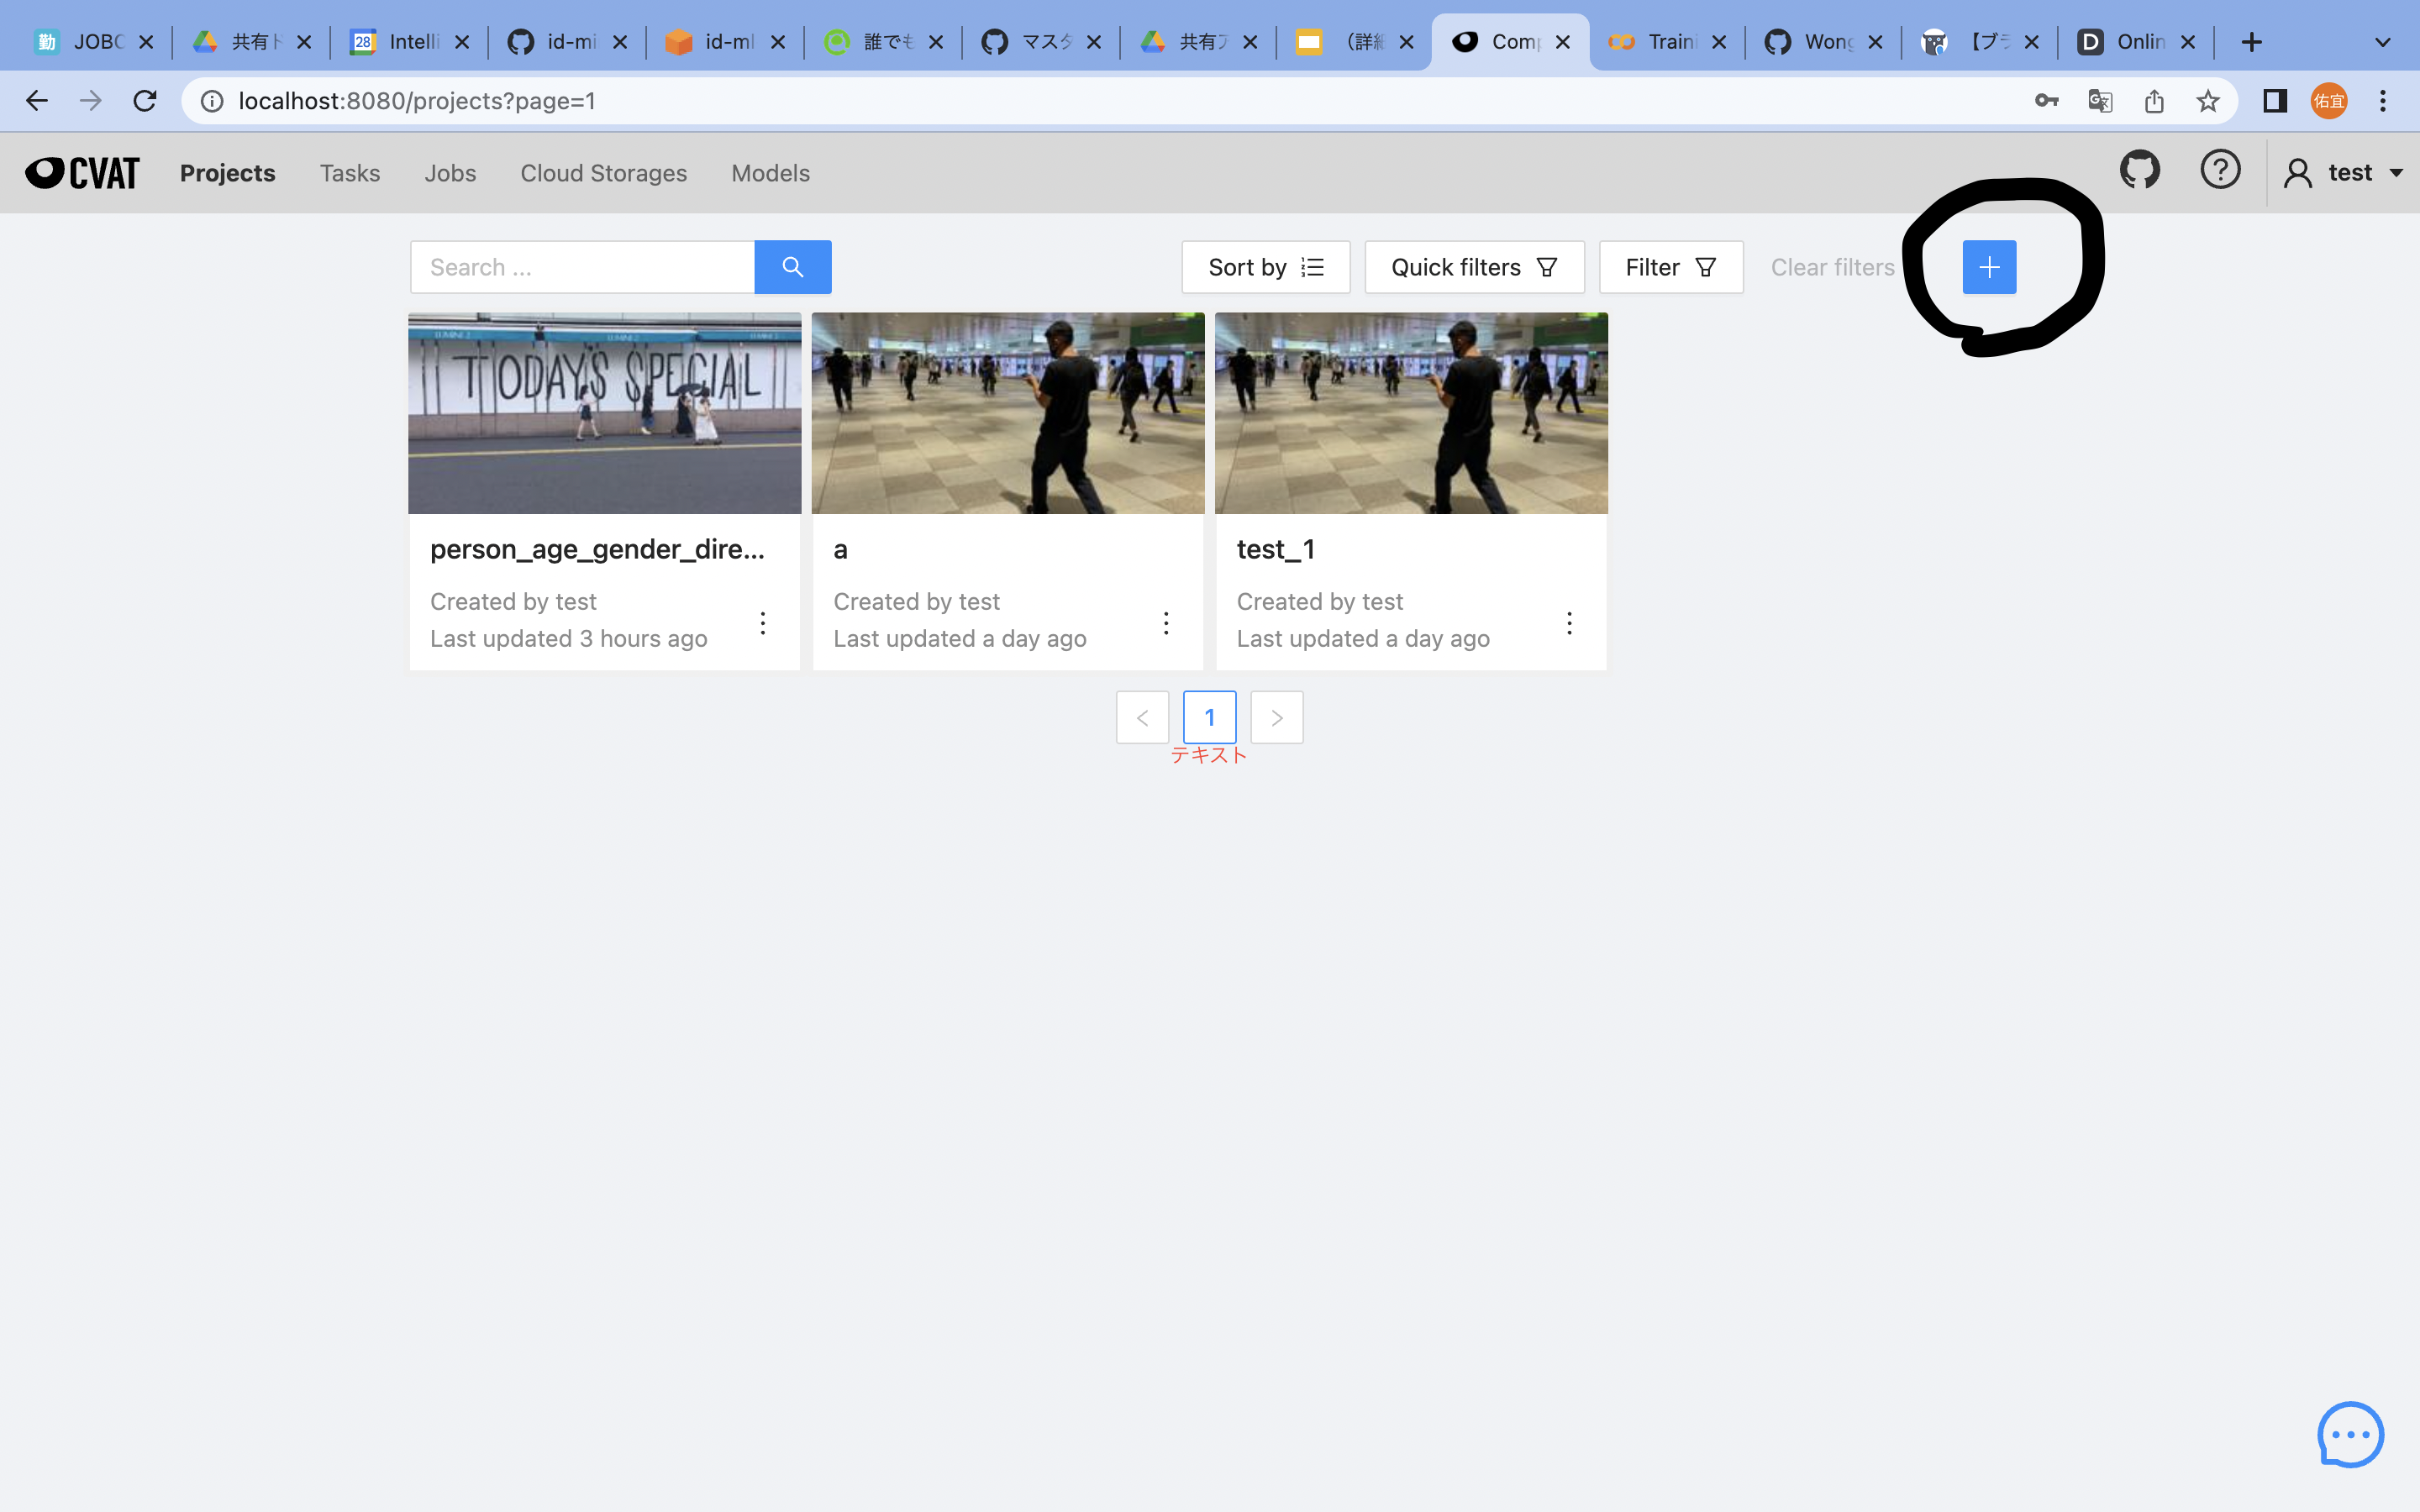 勤 JOBC 共有ド 28 Intelli id-mi id-ml 誰でも マスタ 共有フ （詳細 Comp Traini Wong 【ブラ D Onlin
localhost:8080/projects?page=1 佑宜
CVAT Projects Tasks Jobs Cloud Storages Models test
Search ... Sort by Quick filters Filter Clear filters
TODAY'S SPECIAL
person_age_gender_dire... a test_1
Created by test Created by test Created by test
Last updated 3 hours ago Last updated a day ago Last updated a day ago
< 1 >
テキスト